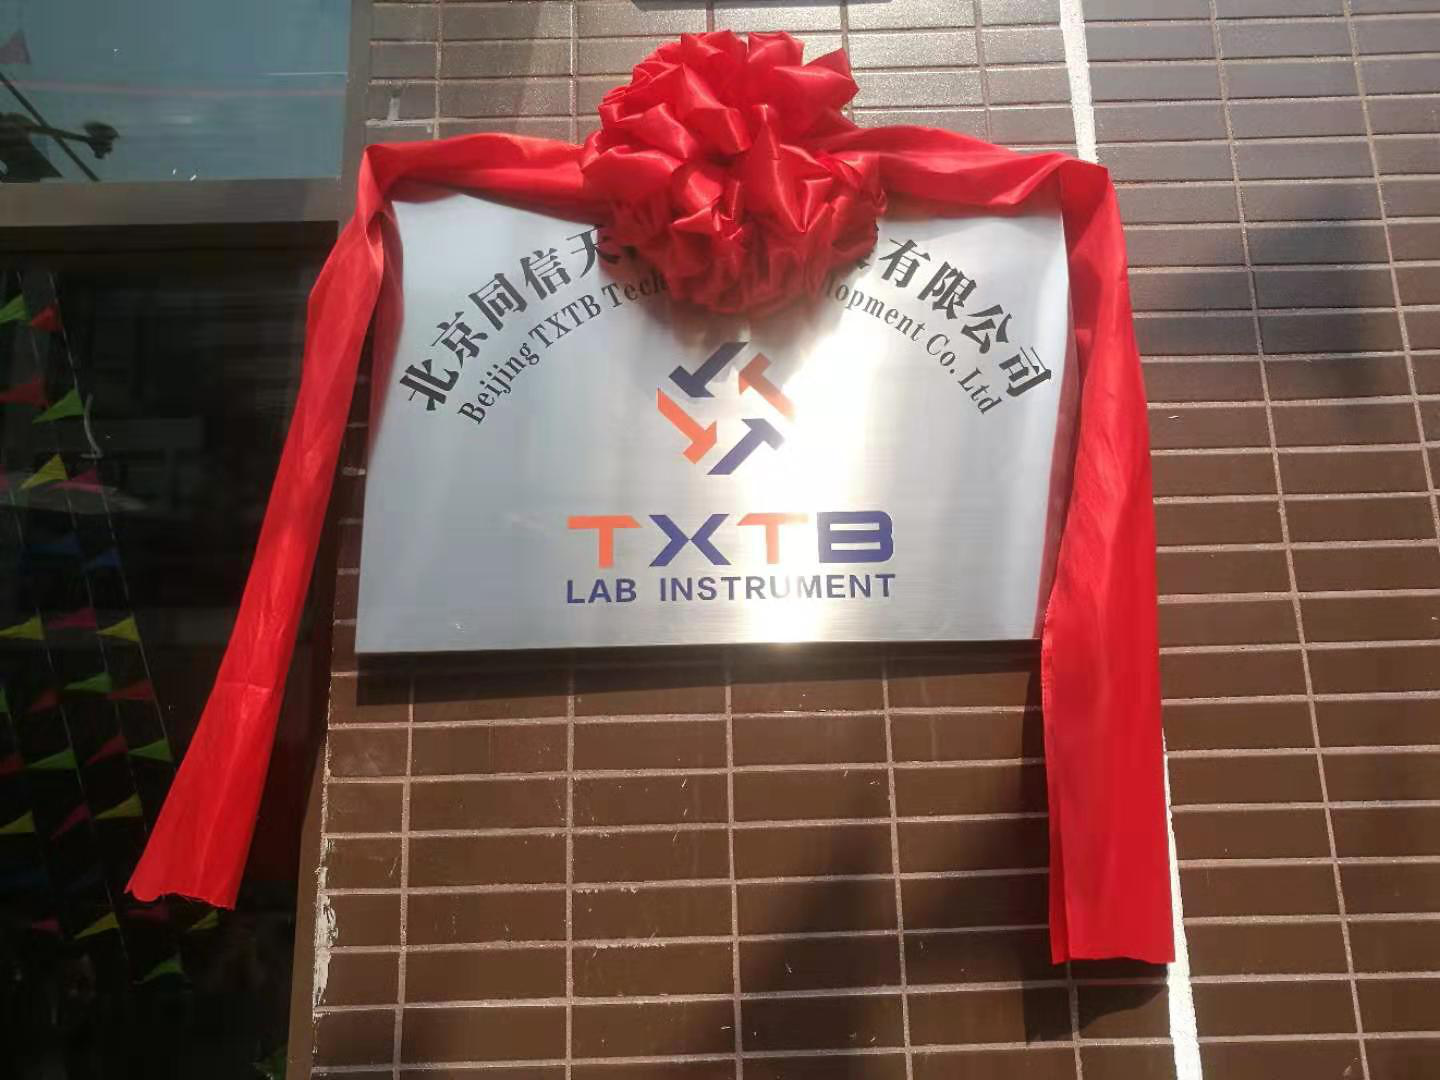 北京同信天 有限公司
Beijing TXTB Tech lopment Co. Ltd
TXTB
LAB INSTRUMENT